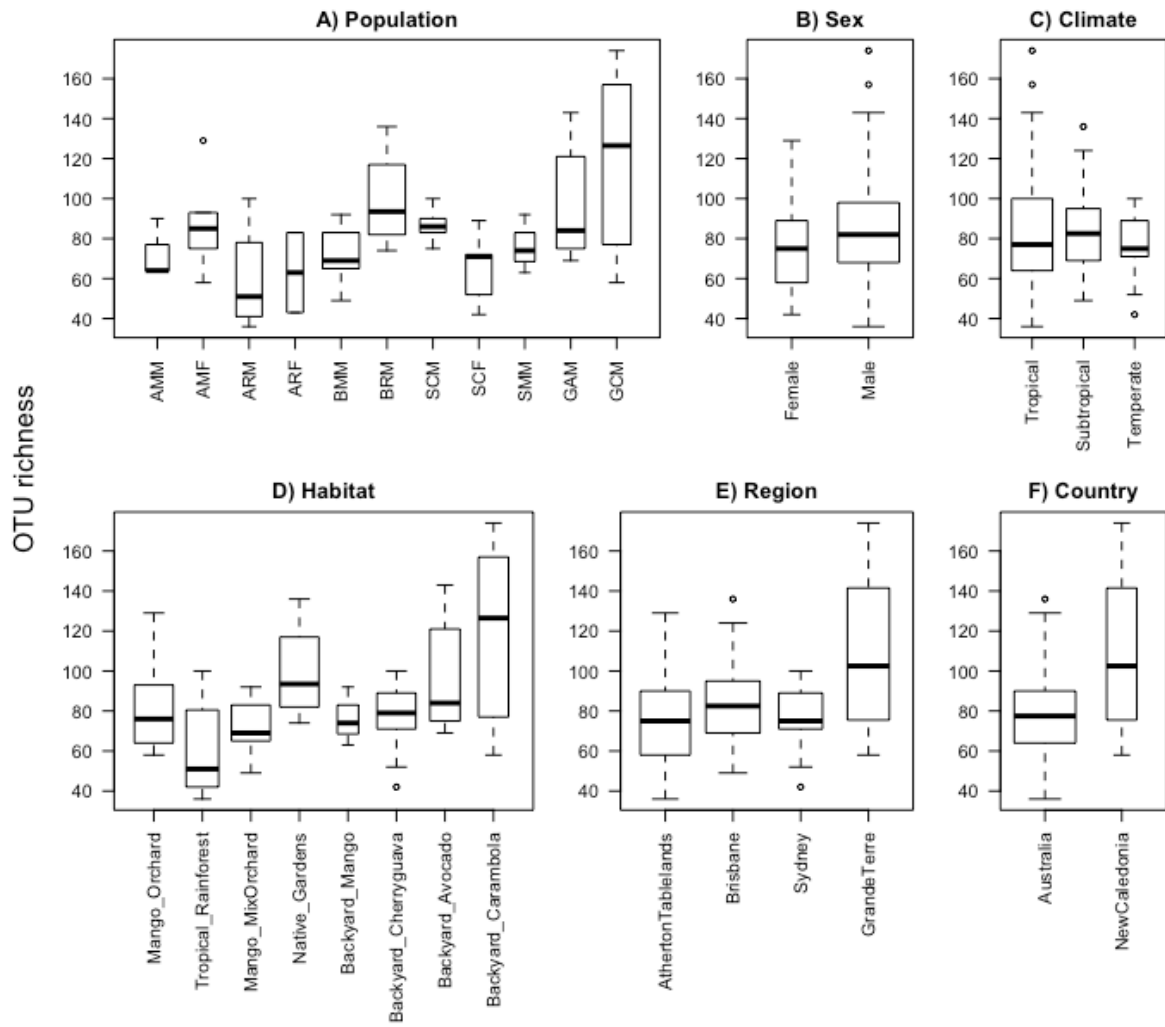 A) Population
B) Sex
C) Climate
160
140
120
100
80
60
40
AMM
AMF
ARM
ARF
BMM
BRM
SCM
SCF
SMM
GAM
GCM
160
140
120
100
80
60
40
Female
Male
160
140
120
100
80
60
40
Tropical
Subtropical
Temperate
OTU richness
D) Habitat
E) Region
F) Country
160
140
120
100
80
60
40
Mango_Orchard
Tropical_Rainforest
Mango_MixOrchard
Native_Gardens
Backyard_Mango
Backyard_Cherryguava
Backyard_Avocado
Backyard_Carambola
160
140
120
100
80
60
40
AthertonTablelands
Brisbane
Sydney
GrandeTerre
160
140
120
100
80
60
40
Australia
NewCaledonia